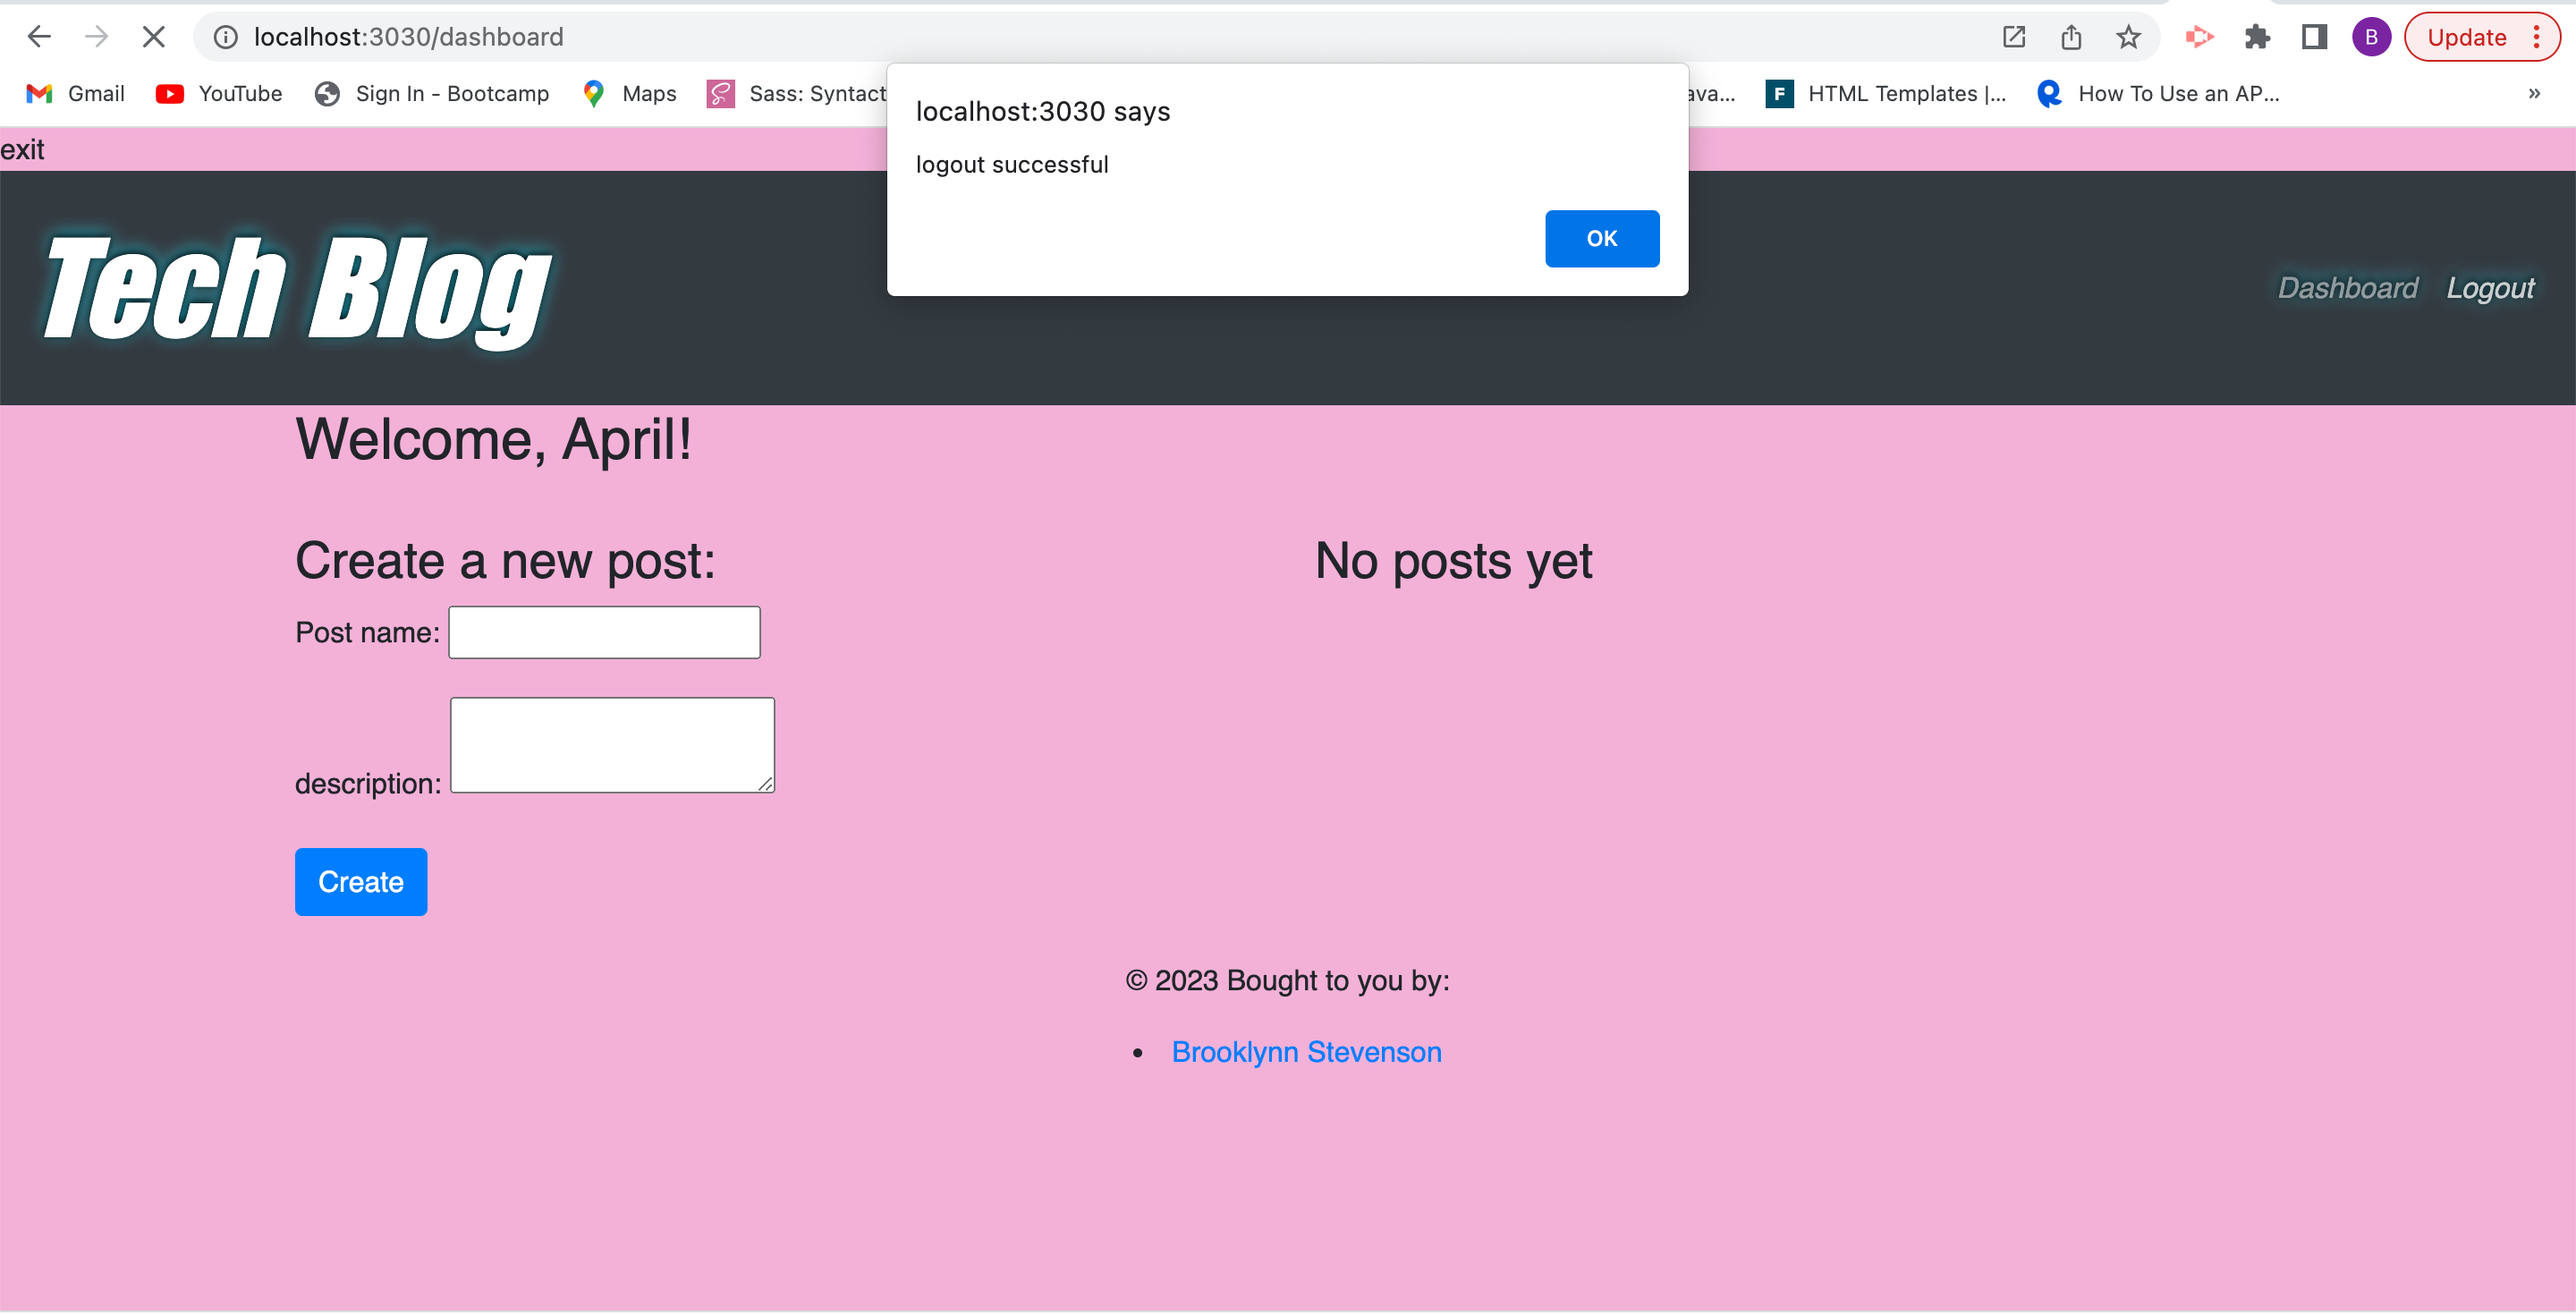 localhost:3030/dashboard
B
Update
Gmail
YouTube
Sign In - Bootcamp
Maps
Sass: Syntact
ava...
F
HTML Templates |...
How To Use an AP...
»
localhost:3030 says
logout successful
OK
exit
Tech Blog
Dashboard
Logout
Welcome, April!
Create a new post:
No posts yet
Post name:
description:
Create
© 2023 Bought to you by:
• Brooklynn Stevenson